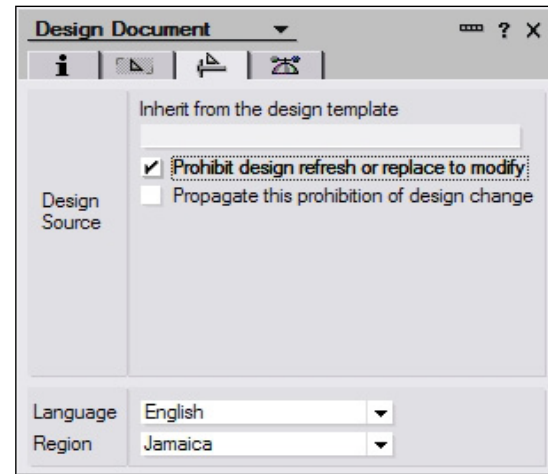 Design Document
? X
i
Inherit from the design template
Prohibit design refresh or replace to modify
Propagate this prohibition of design change
Design
Source
Language English
Region Jamaica